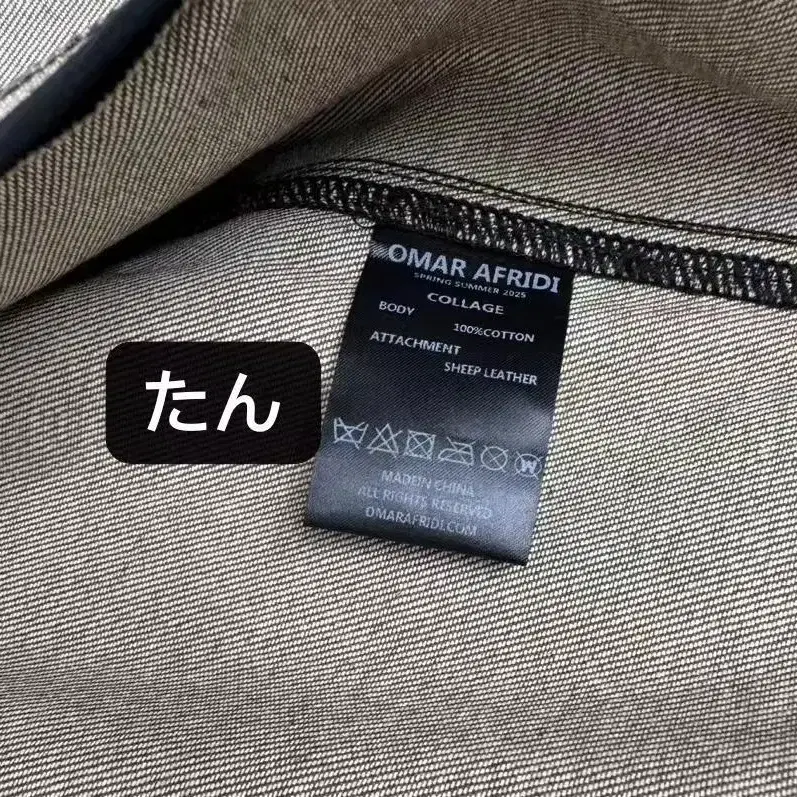 OMAR AFRIDI
SPRING SUMMER 2025
COLLAGE
BODY
100%COTTON
ATTACHMENT
SHEEP LEATHER
たん
W
MADE IN CHINA
ALL RIGHTS RESERVED
OMARAFRIDI.COM